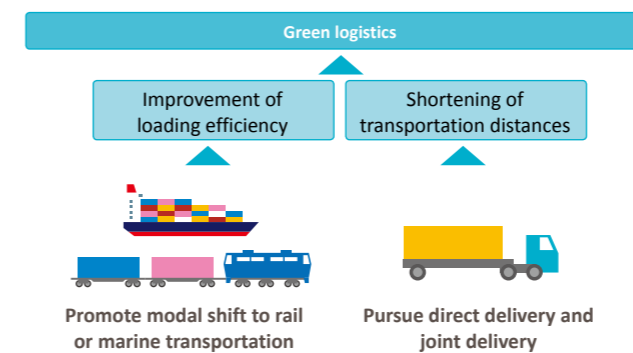 Green logistics
Improvement of
loading efficiency
Shortening of
transportation distances
Promote modal shift to rail
or marine transportation
Pursue direct delivery and
joint delivery